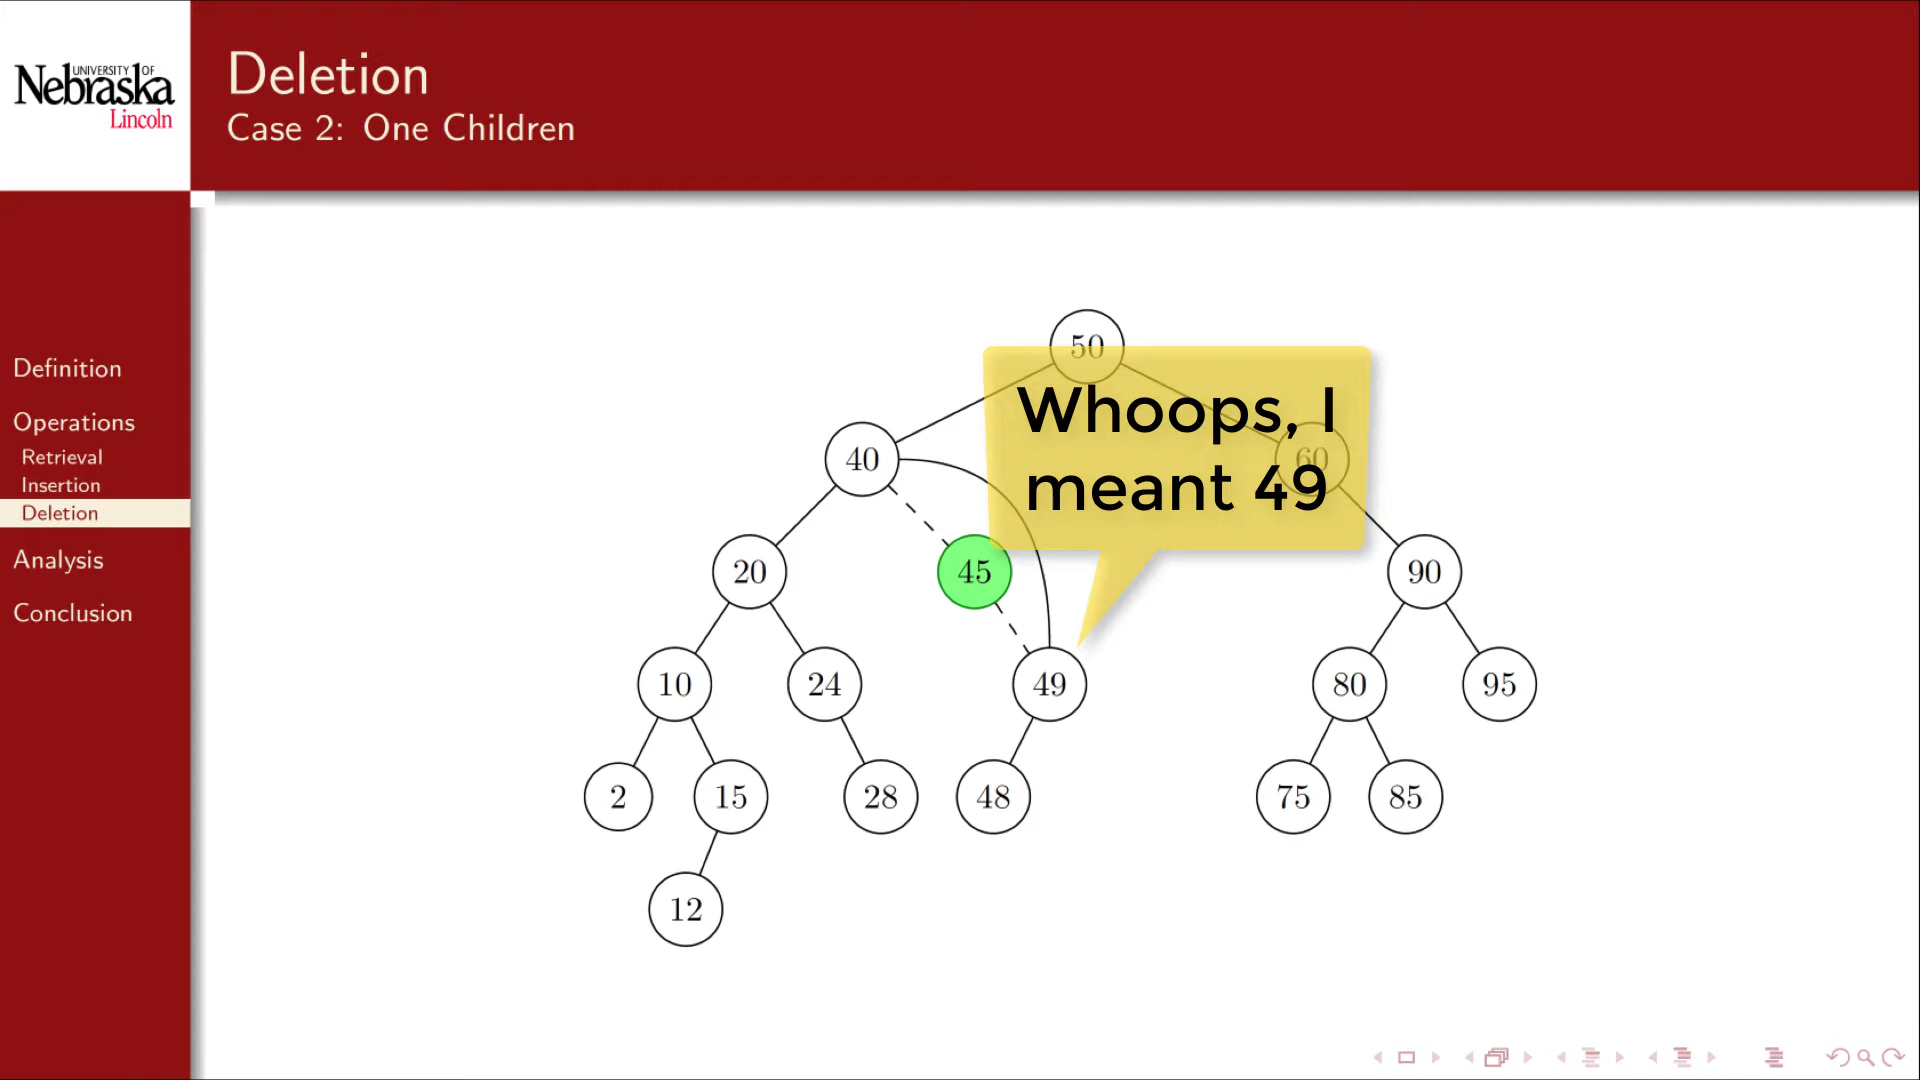 UNIVERSITY OF
Nebraska
Lincoln
Deletion
Case 2: One Children
Definition
Operations
Retrieval
Insertion
Deletion
Analysis
Conclusion
50
Whoops, I
meant 49
40
60
20
45
90
10
24
49
80
95
2
15
28
48
75
85
12